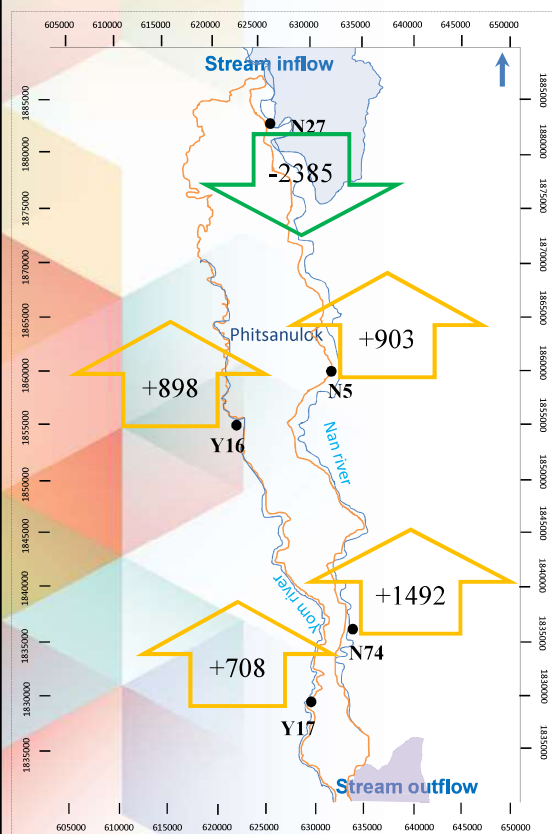 605000 610000 615000 620000 625000 630000 635000 640000 645000 650000
Stream inflow
1885000 1885000
N27
1880000 1880000
-2385
1875000 1875000
1870000 1870000
1865000 1865000
Phitsanulok
+903
1860000 1860000
+898
N5
1855000 1855000
Y16
Nan river
1850000 1850000
1845000 1845000
1840000 1840000
+1492
Yom river
1835000 1835000
N74
+708
1830000 1830000
Y17
1835000 1835000
Stream outflow
605000 610000 615000 620000 625000 630000 635000 640000 645000 650000